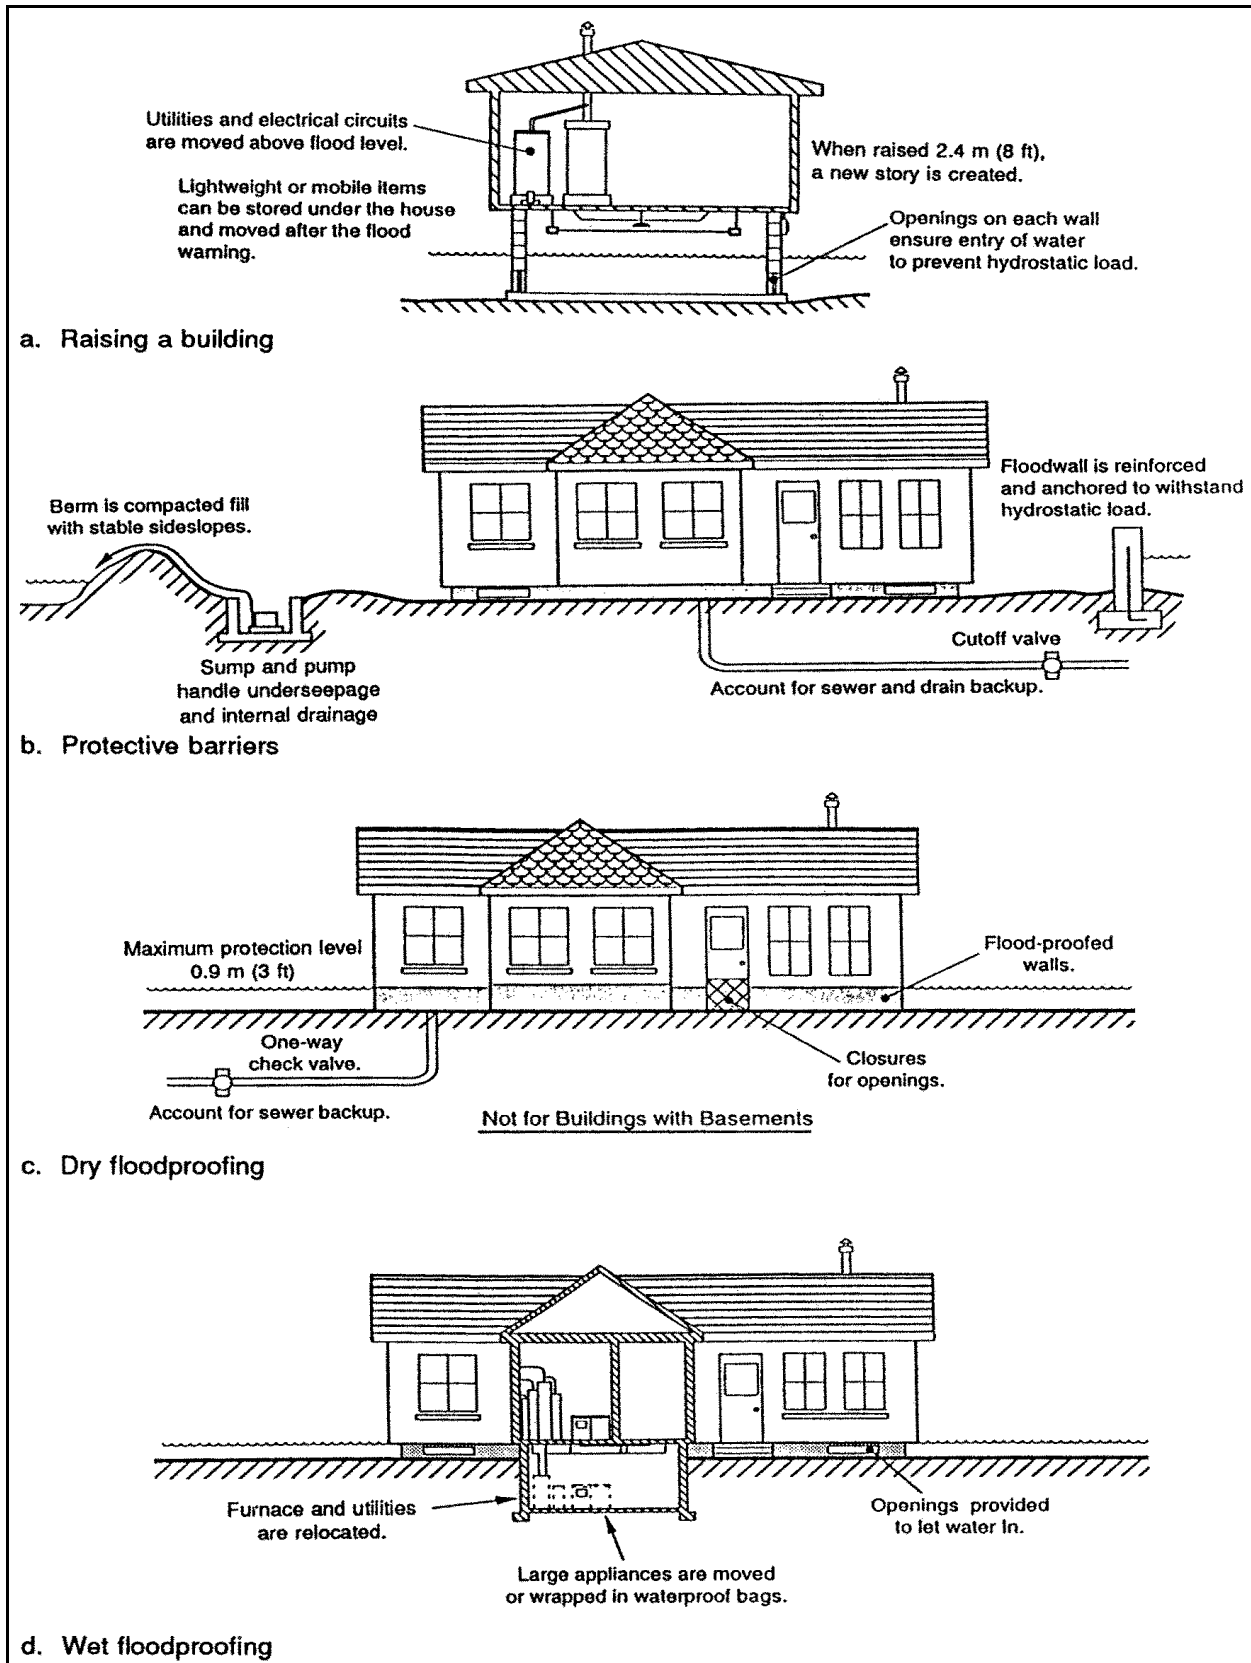 Utilities and electrical circuits
are moved above flood level.
Lightweight or mobile items
can be stored under the house
and moved after the flood
warning.
When raised 2.4 m (8 ft),
a new story is created.
Openings on each wall
ensure entry of water
to prevent hydrostatic load.
a. Raising a building
Berm is compacted fill
with stable sideslopes.
Floodwall is reinforced
and anchored to withstand
hydrostatic load.
Sump and pump
handle underseepage
and internal drainage
Cutoff valve
Account for sewer and drain backup.
b. Protective barriers
Maximum protection level
0.9 m (3 ft)
Flood-proofed
walls.
One-way
check valve.
Account for sewer backup.
Closures
for openings.
Not for Buildings with Basements
c. Dry floodproofing
Furnace and utilities
are relocated.
Large appliances are moved
or wrapped in waterproof bags.
Openings provided
to let water In.
d. Wet floodproofing